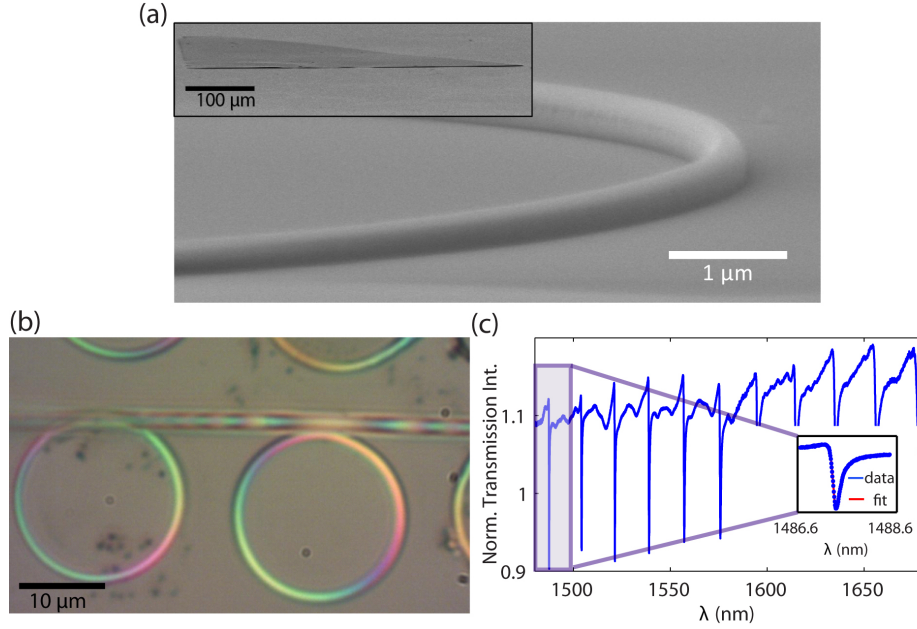 (a)
100 µm
1 µm
(b)
10 µm
(c)
Norm. Transmission Int.
1.1
1
0.9
1500
1550
1600
1650
λ (nm)
data
fit
1486.6
1488.6
λ (nm)